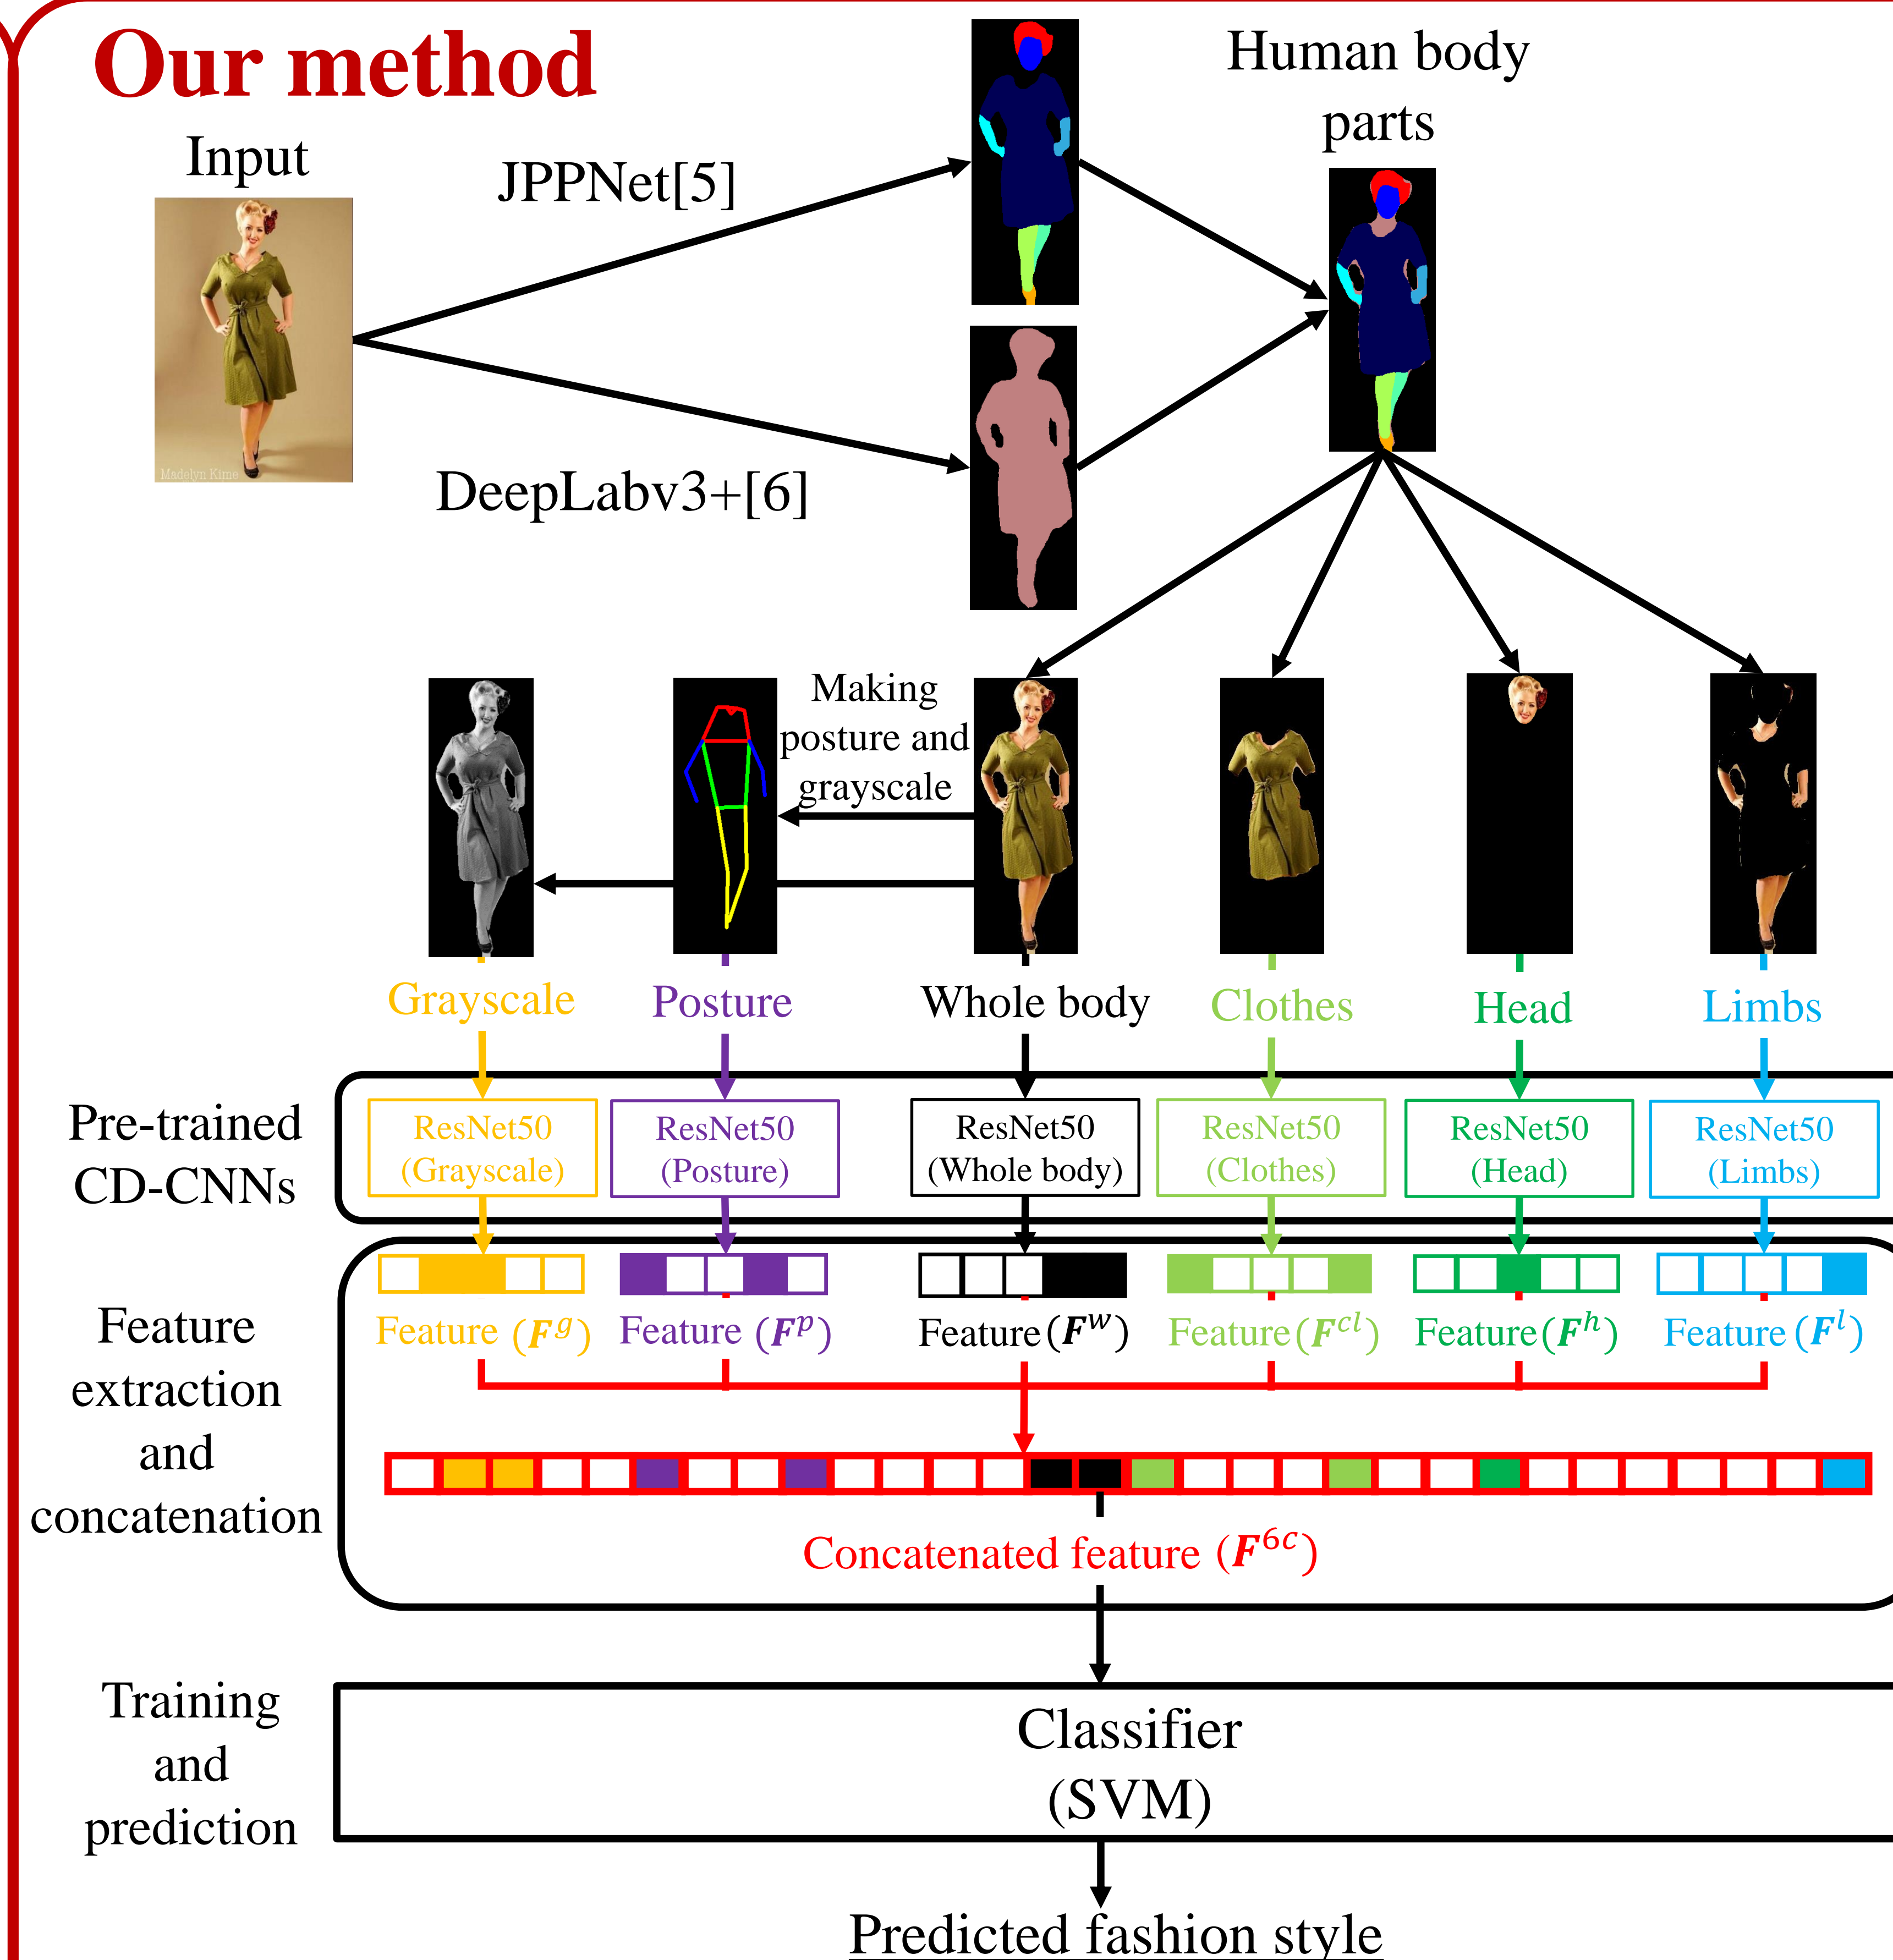 Our method
Input
JPPNet[5]
Human body
parts
Madelyn Kime
DeepLabv3+[6]
Making
posture and
grayscale
Grayscale
Posture
Whole body
Clothes
Head
Limbs
Pre-trained
CD-CNNs
ResNet50
(Grayscale)
ResNet50
(Posture)
ResNet50
(Whole body)
ResNet50
(Clothes)
ResNet50
(Head)
ResNet50
(Limbs)
Feature
extraction
and
concatenation
Feature (F^g)
Feature (F^p)
Feature (F^w)
Feature (F^cl)
Feature (F^h)
Feature (F^l)
Concatenated feature (F^6c)
Training
and
prediction
Classifier
(SVM)
Predicted fashion style